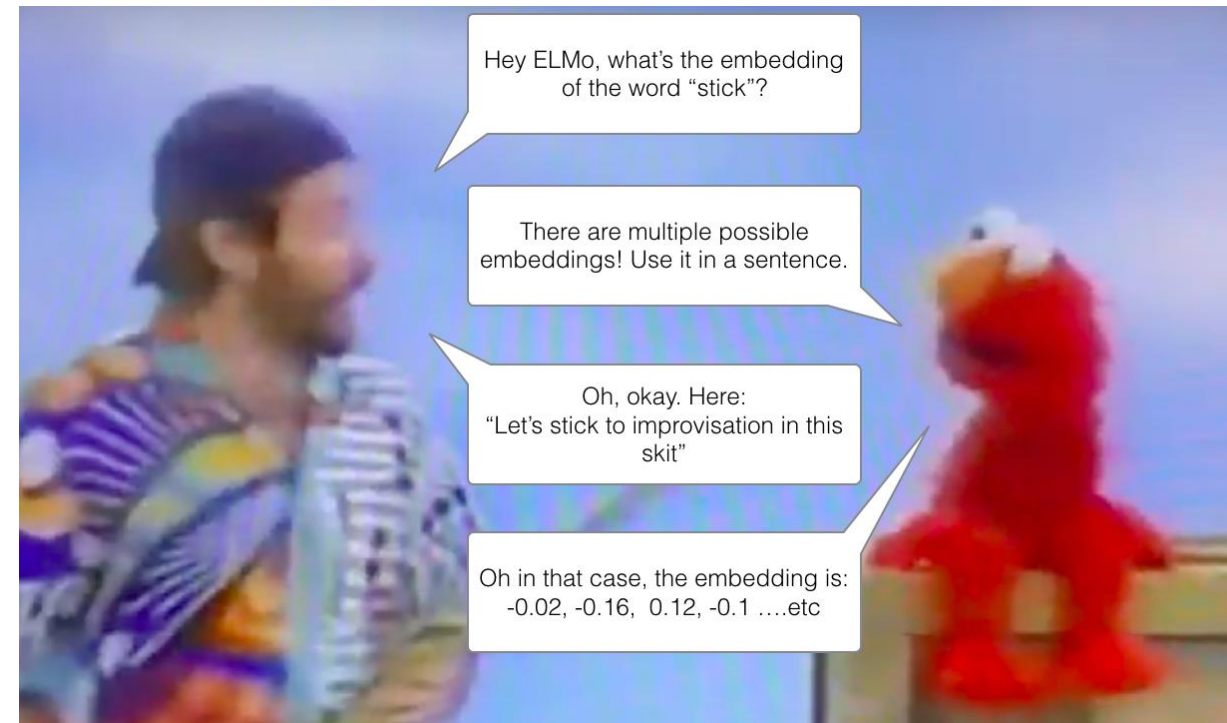 Hey ELMo, what’s the embedding
of the word “stick”?
There are multiple possible
embeddings! Use it in a sentence.
Oh, okay. Here:
“Let’s stick to improvisation in this
skit”
Oh in that case, the embedding is:
-0.02, -0.16, 0.12, -0.1 ….etc